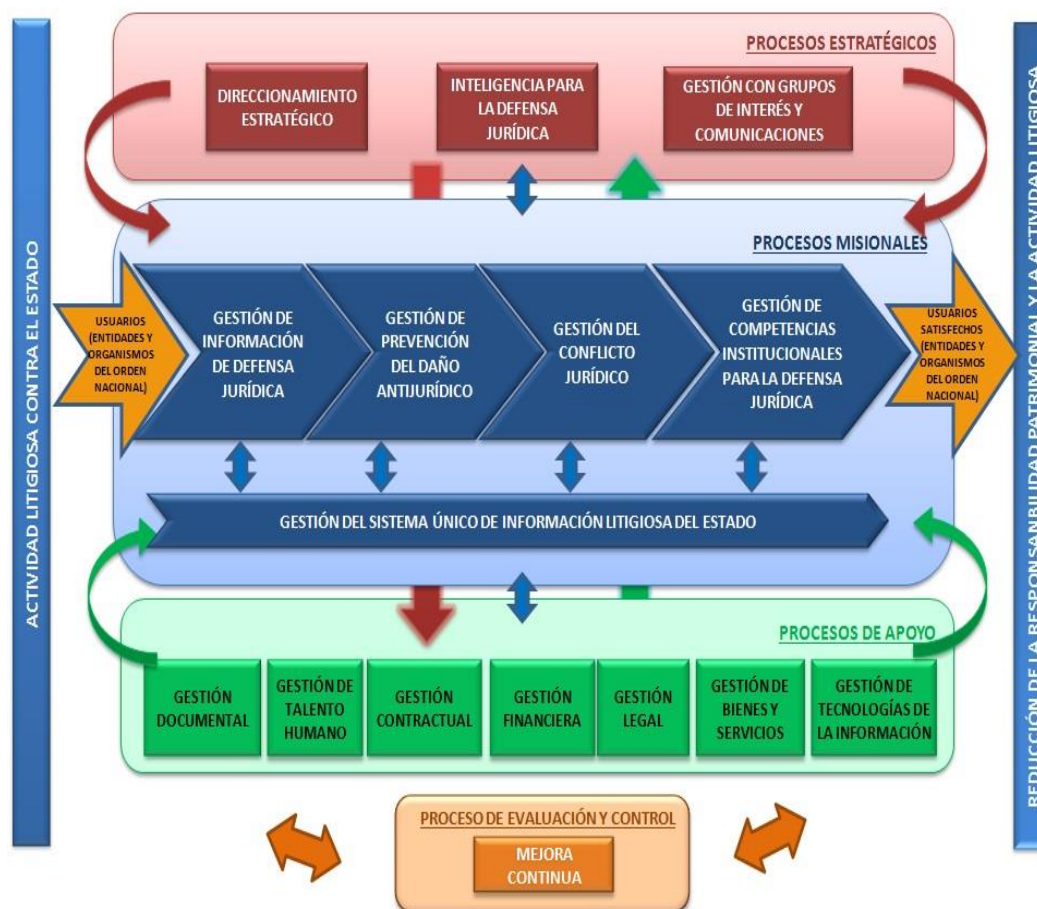 ACTIVIDAD LITIGIOSA CONTRA EL ESTADO
PROCESOS ESTRATÉGICOS
DIRECCIONAMIENTO
ESTRATÉGICO
INTELIGENCIA PARA
LA DEFENSA
JURÍDICA
GESTIÓN CON GRUPOS
DE INTERÉS Y
COMUNICACIONES
PROCESOS MISIONALES
USUARIOS
(ENTIDADES Y
ORGANISMOS
DEL ORDEN
NACIONAL)
GESTIÓN DE
INFORMACIÓN
DE DEFENSA
JURÍDICA
GESTIÓN DE
PREVENCIÓN
DEL DAÑO
ANTIJURÍDICO
GESTIÓN DEL
CONFLICTO
JURÍDICO
GESTIÓN DE
COMPETENCIAS
INSTITUCIONALES
PARA LA DEFENSA
JURÍDICA
USUARIOS
SATISFECHOS
(ENTIDADES Y
ORGANISMOS
DEL ORDEN
NACIONAL)
GESTIÓN DEL SISTEMA ÚNICO DE INFORMACIÓN LITIGIOSA DEL ESTADO
PROCESOS DE APOYO
GESTIÓN
DOCUMENTAL
GESTIÓN DE
TALENTO
HUMANO
GESTIÓN
CONTRACTUAL
GESTIÓN
FINANCIERA
GESTIÓN
LEGAL
GESTIÓN DE
BIENES Y
SERVICIOS
GESTIÓN DE
TECNOLOGÍAS DE
LA INFORMACIÓN
PROCESO DE EVALUACIÓN Y CONTROL
MEJORA
CONTINUA
REDUCCIÓN DE LA RESPONSANBILIDAD PATRIMONIAL Y LA ACTIVIDAD LITIGIOSA